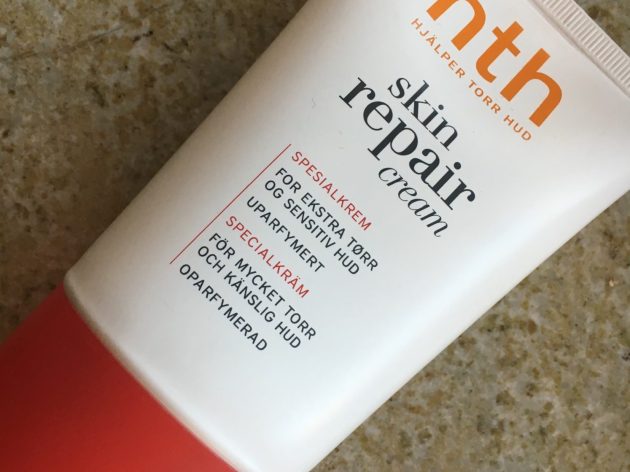 nth
HJÄLPER TORR HUD
skin
repair
cream
SPESIALKREM
FOR EKSTRA TØRR
OG SENSITIV HUD
UPARFYMERT
SPECIALKRÄM
FÖR MYCKET TORR
OCH KÄNSLIG HUD
OPARFYMERAD